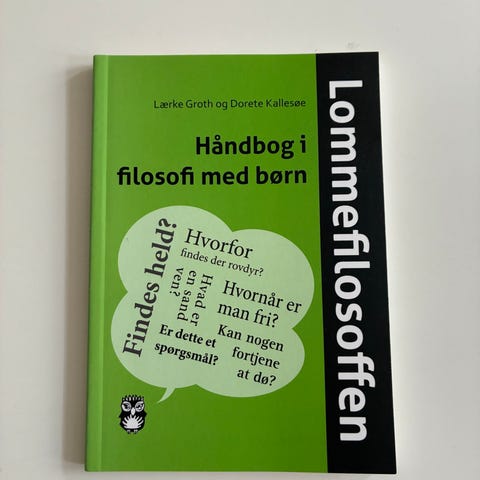 Lærke Groth og Dorete Kallesøe
Håndbog i
filosofi med børn
Lommefilosoffen
Findes held?
Hvorfor
findes der rovdyr?
Hvad er
en sand
ven?
Hvornår er
man fri?
Er dette et
spørgsmål?
Kan nogen
fortjene
at dø?